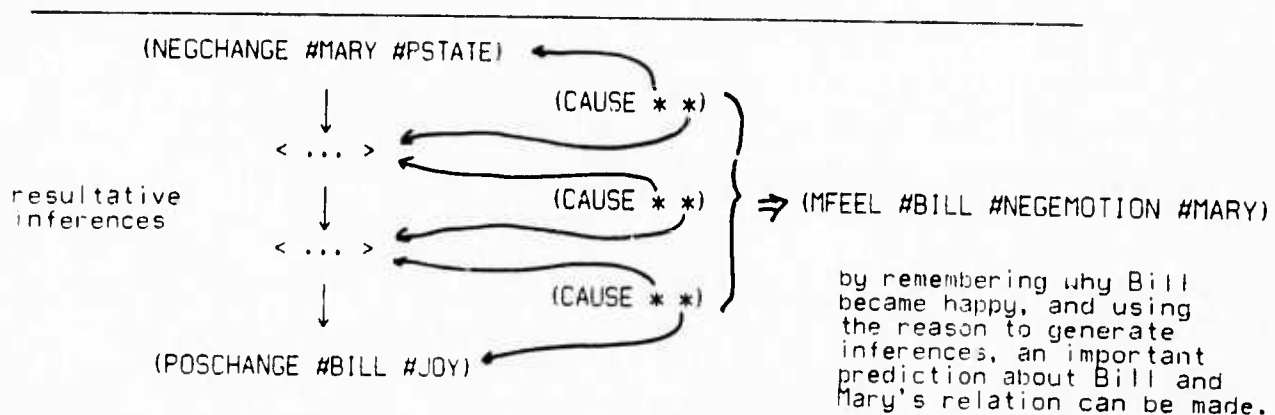 (NEGCHANGE #MARY #PSTATE)
(CAUSE * *)
< ... >
resultative
inferences
(CAUSE * *)
(MFEEL #BILL #NEGEMOTION #MARY)
< ... >
(CAUSE * *)
(POSCHANGE #BILL #JOY)
by remembering why Bill
became happy, and using
the reason to generate
inferences, an important
prediction about Bill and
Mary's relation can be made.